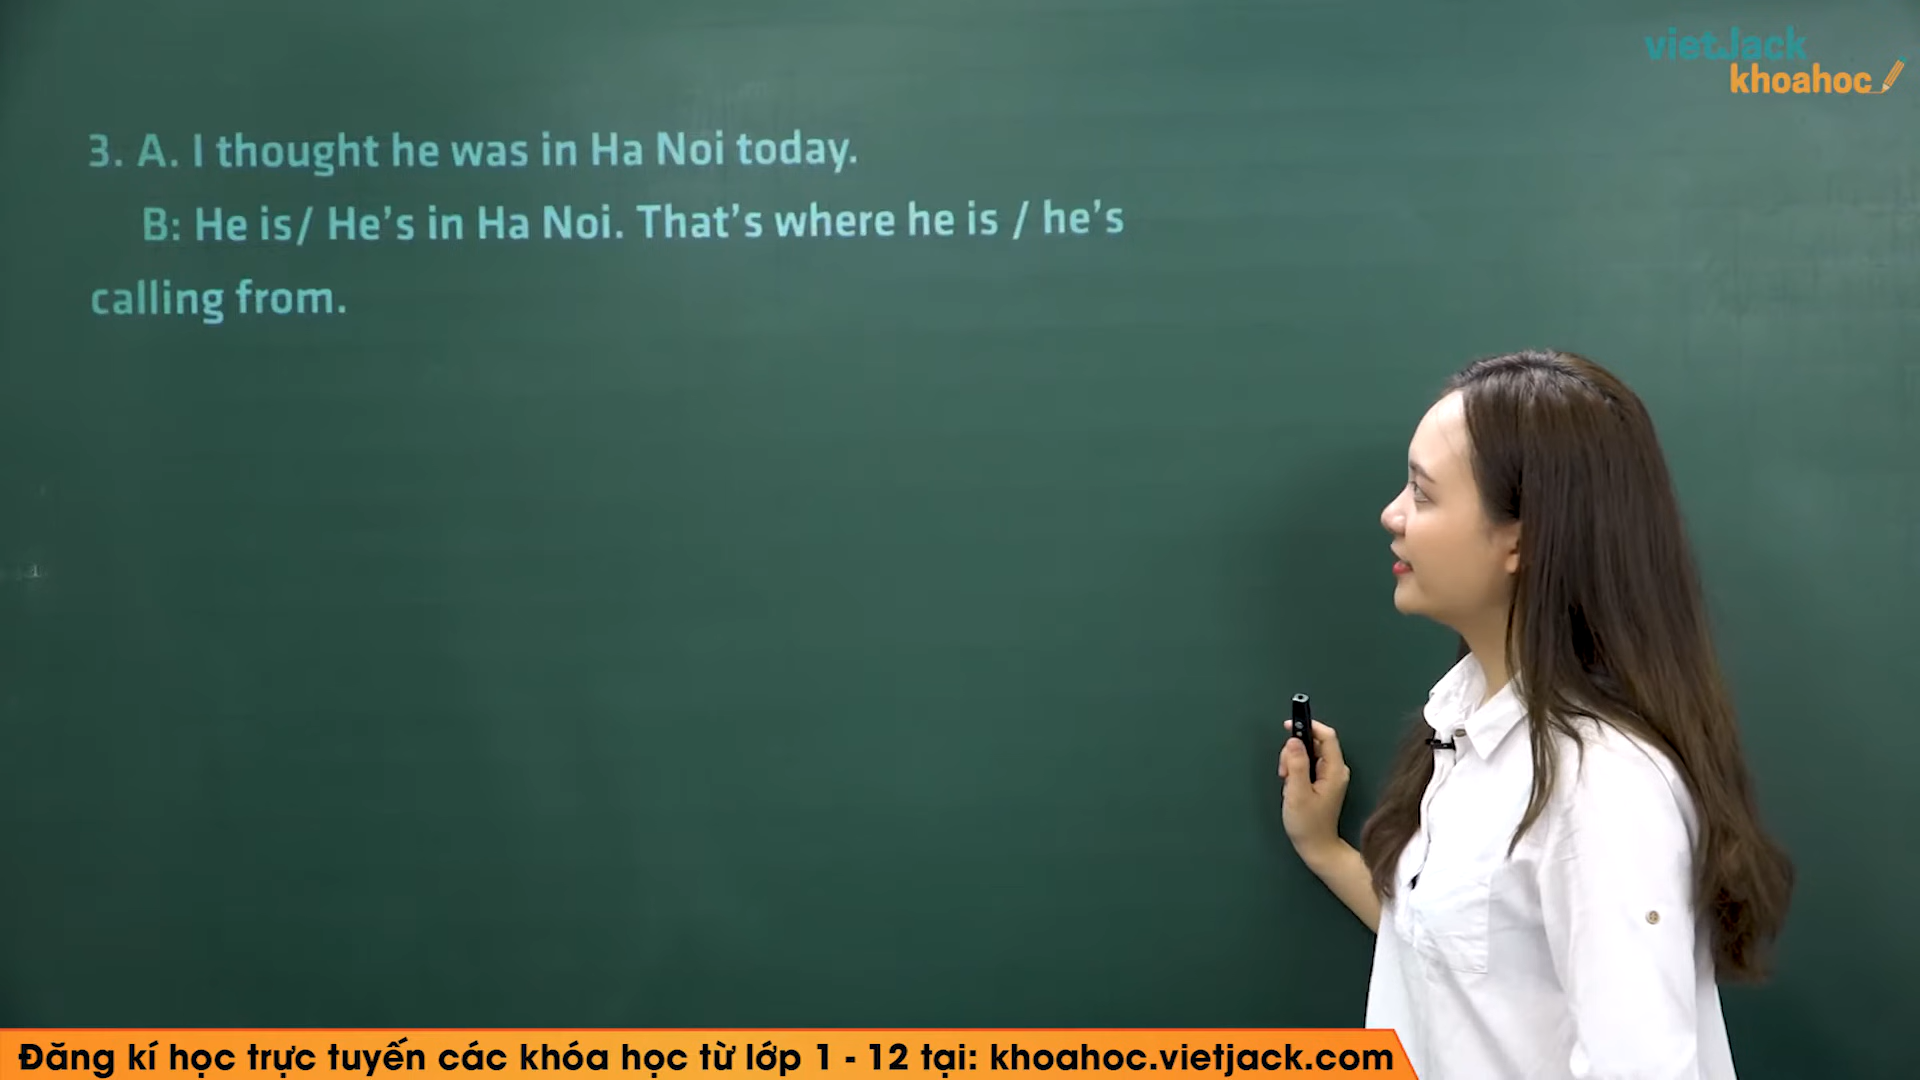 vietJack
khoahoc
3. A. I thought he was in Ha Noi today.
B: He is/ He’s in Ha Noi. That’s where he is / he’s
calling from.
Đăng kí học trực tuyến các khóa học từ lớp 1 - 12 tại: khoahoc.vietjack.com